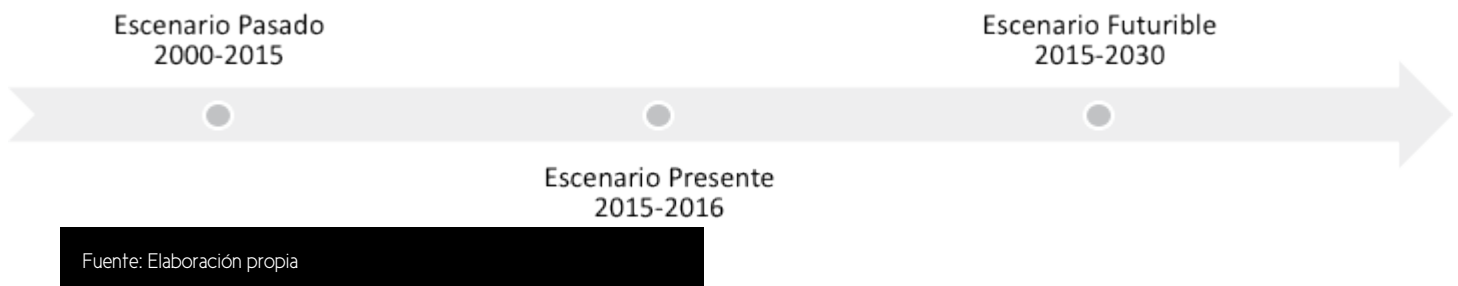 Escenario Pasado
2000-2015
Escenario Futurible
2015-2030
Escenario Presente
2015-2016
Fuente: Elaboración propia